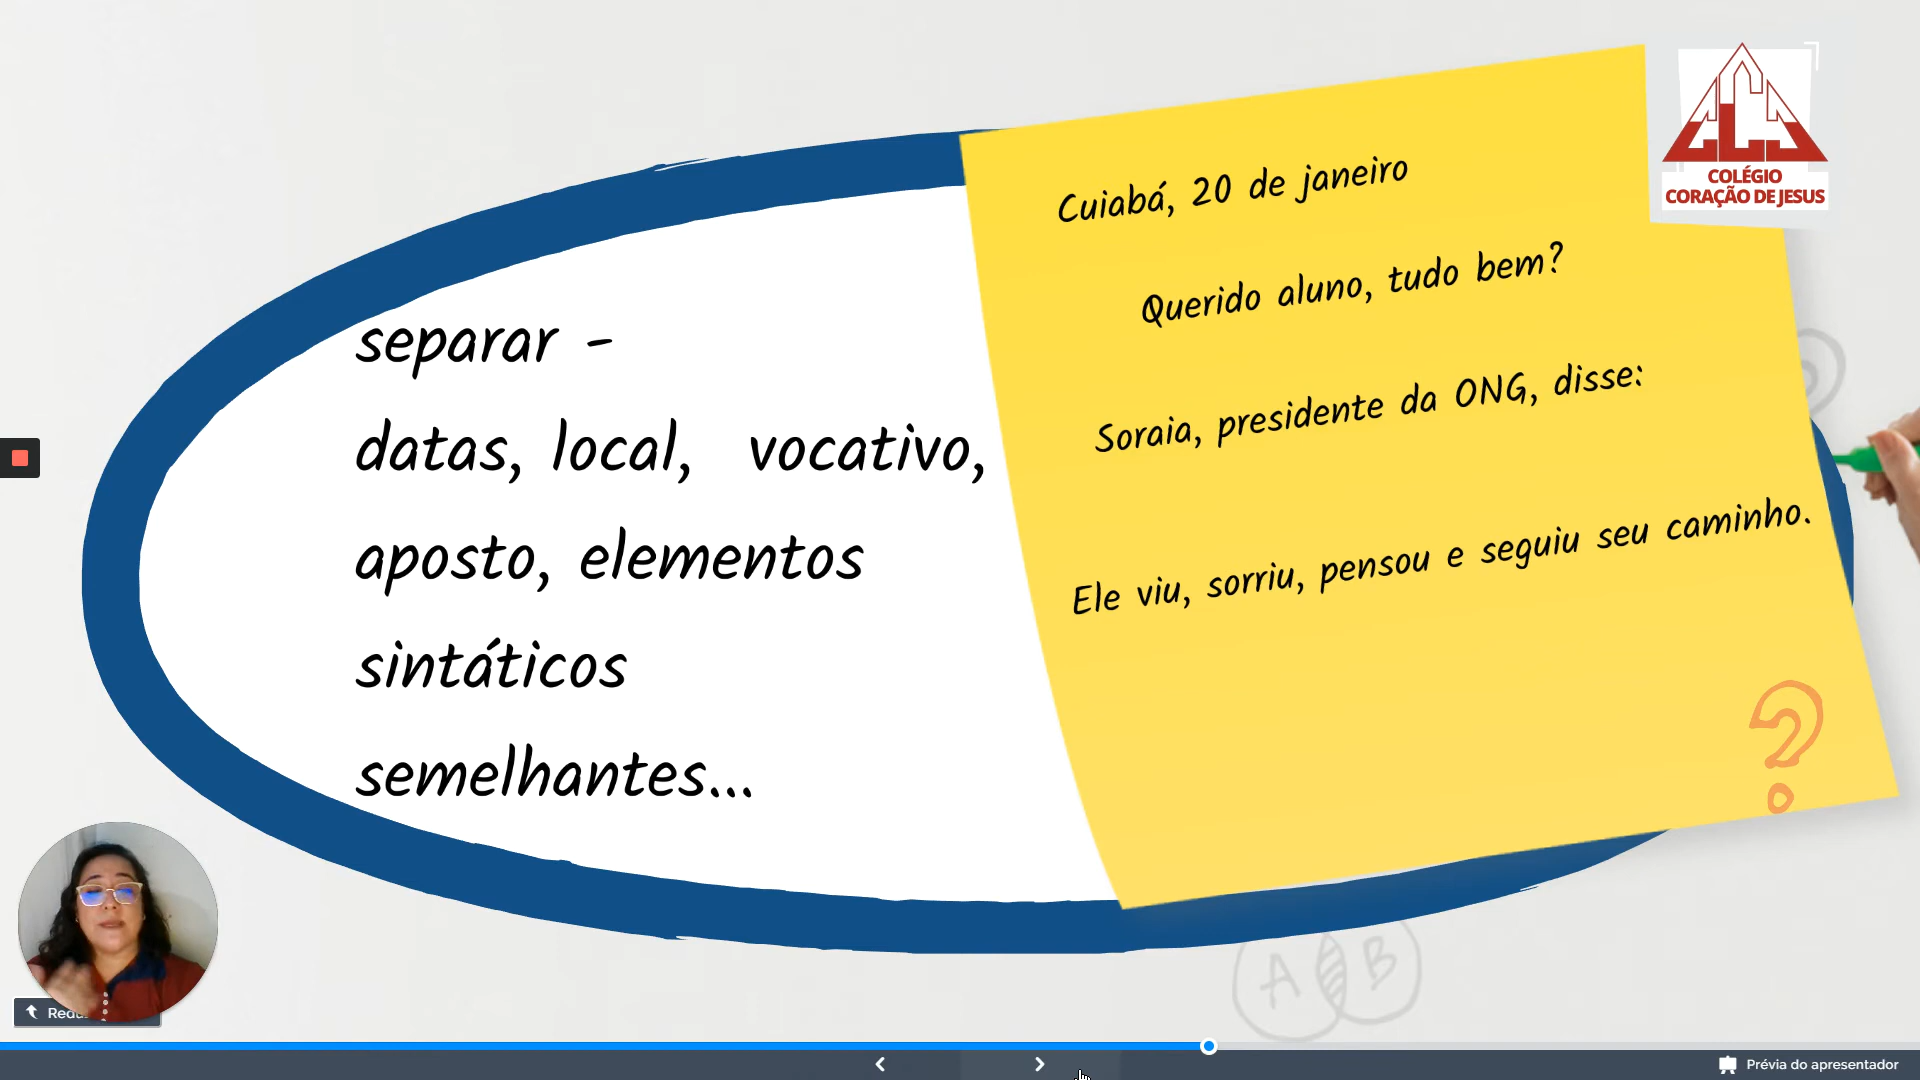 separar -
datas, local, vocativo,
aposto, elementos
sintáticos
semelhantes...
Cuiabá, 20 de janeiro
Querido aluno, tudo bem?
Soraia, presidente da ONG, disse:
Ele viu, sorriu, pensou e seguiu seu caminho.
?
COLÉGIO
CORAÇÃO DE JESUS
A B
Prévia do apresentador